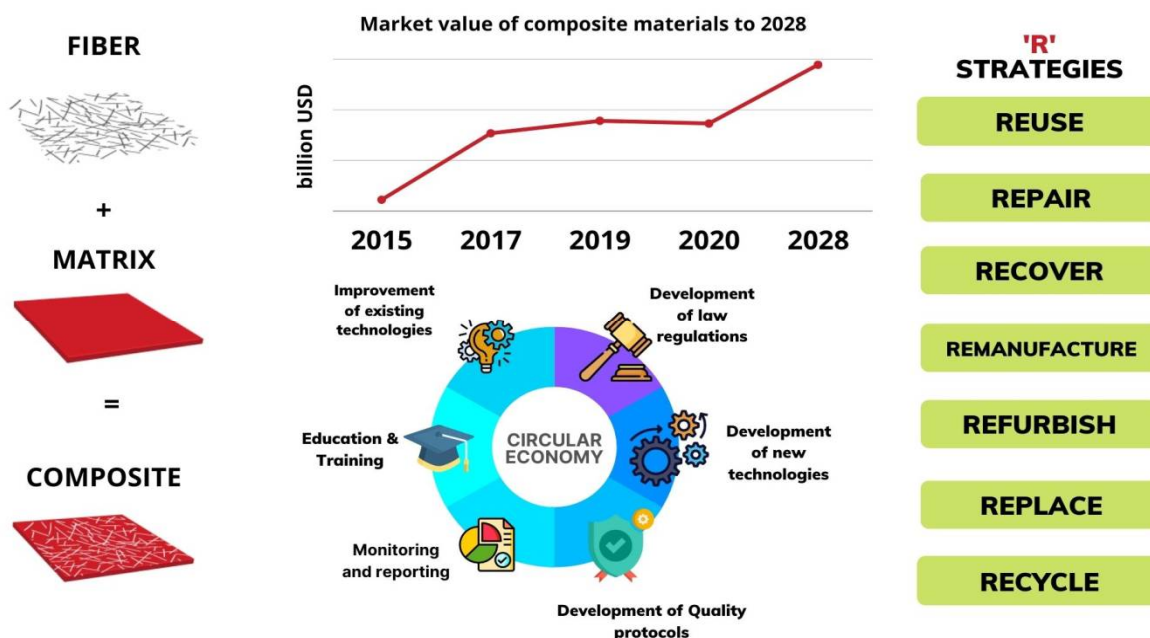 FIBER
+
MATRIX
=
COMPOSITE
Market value of composite materials to 2028
billion USD
2015 2017 2019 2020 2028
Improvement
of existing
technologies
Development
of law
regulations
Education &
Training
CIRCULAR
ECONOMY
Development
of new
technologies
Monitoring
and reporting
Development of Quality
protocols
'R'
STRATEGIES
REUSE
REPAIR
RECOVER
REMANUFACTURE
REFURBISH
REPLACE
RECYCLE